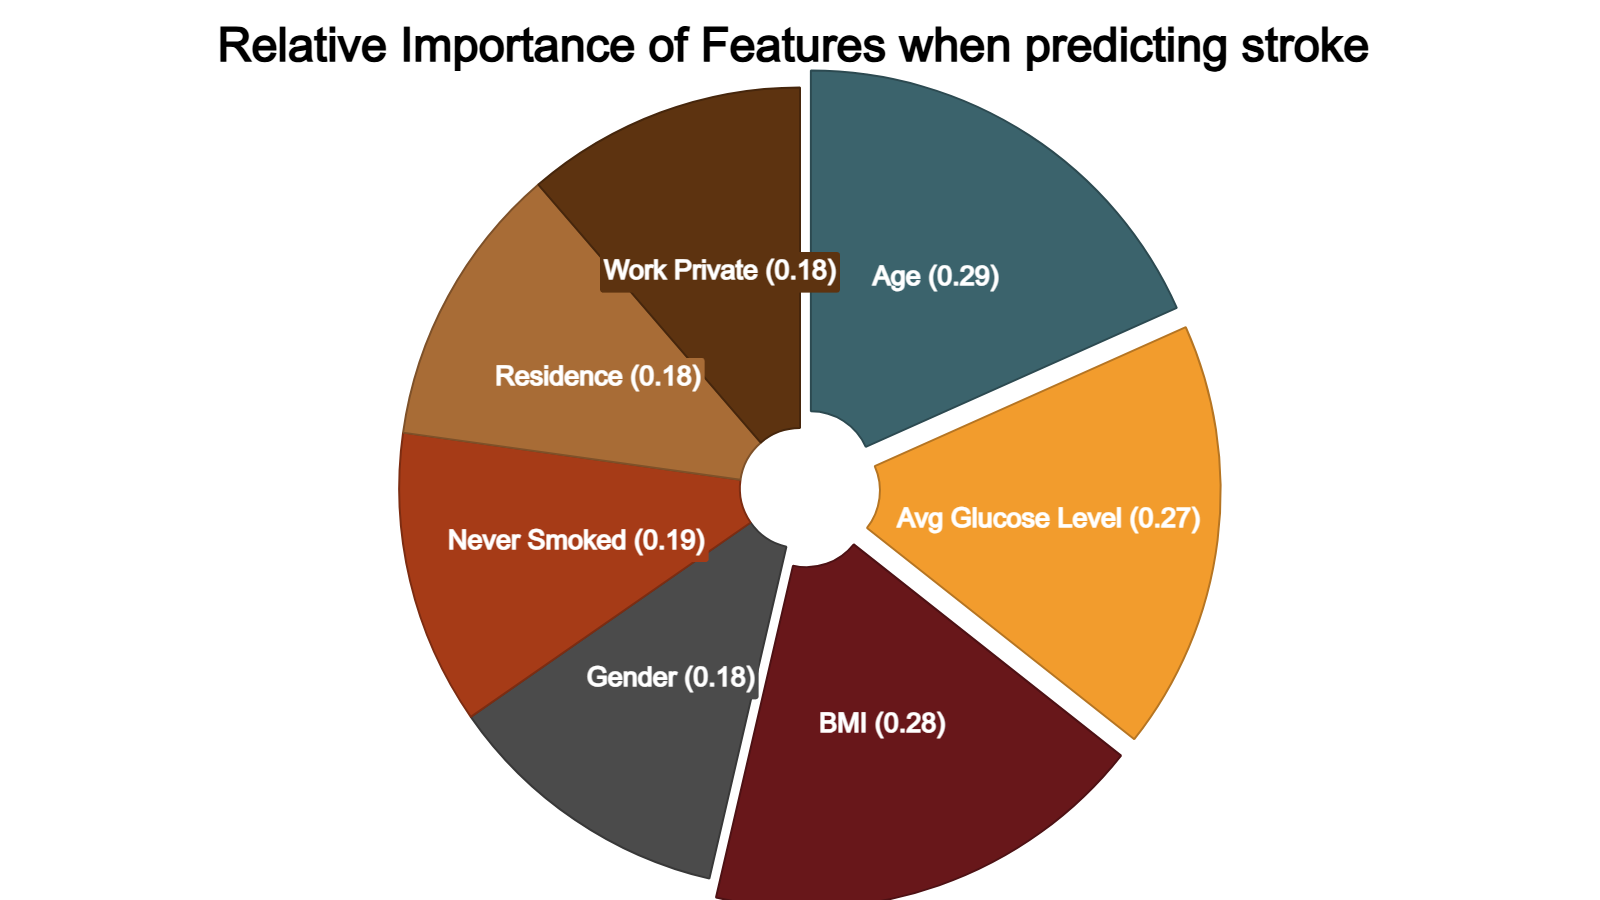 Relative Importance of Features when predicting stroke
Work Private (0.18)
Age (0.29)
Residence (0.18)
Avg Glucose Level (0.27)
Never Smoked (0.19)
Gender (0.18)
BMI (0.28)